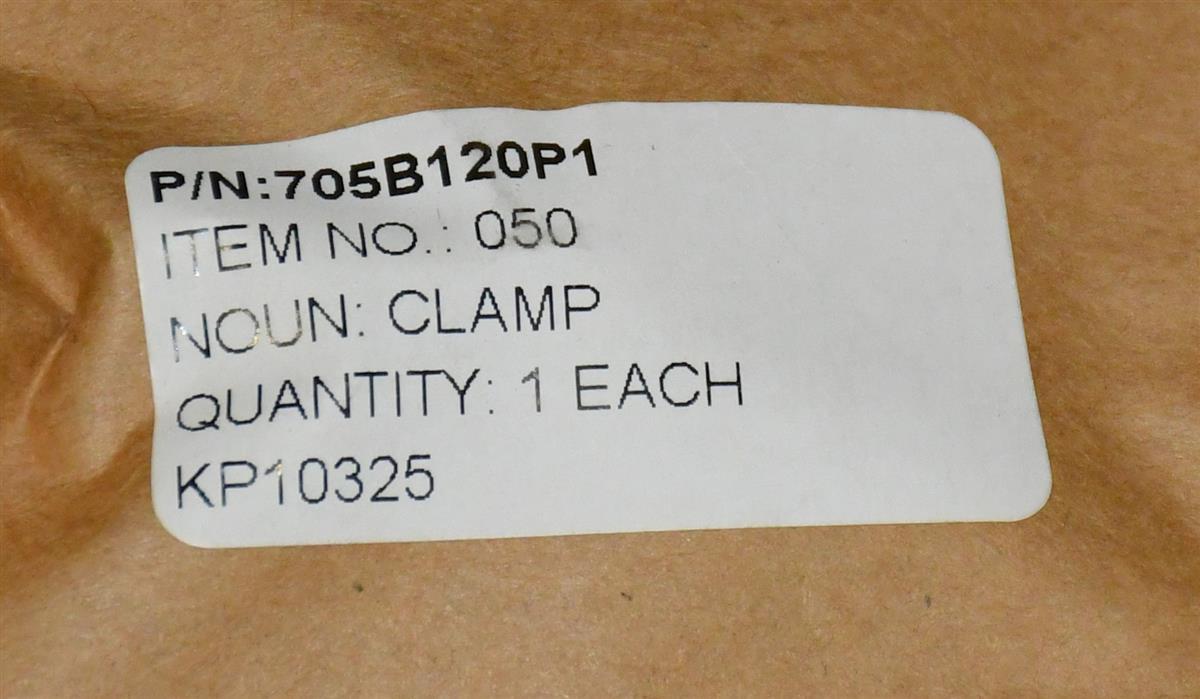 P/N:705B120P1
ITEM NO.: 050
NOUN: CLAMP
QUANTITY: 1 EACH
KP10325